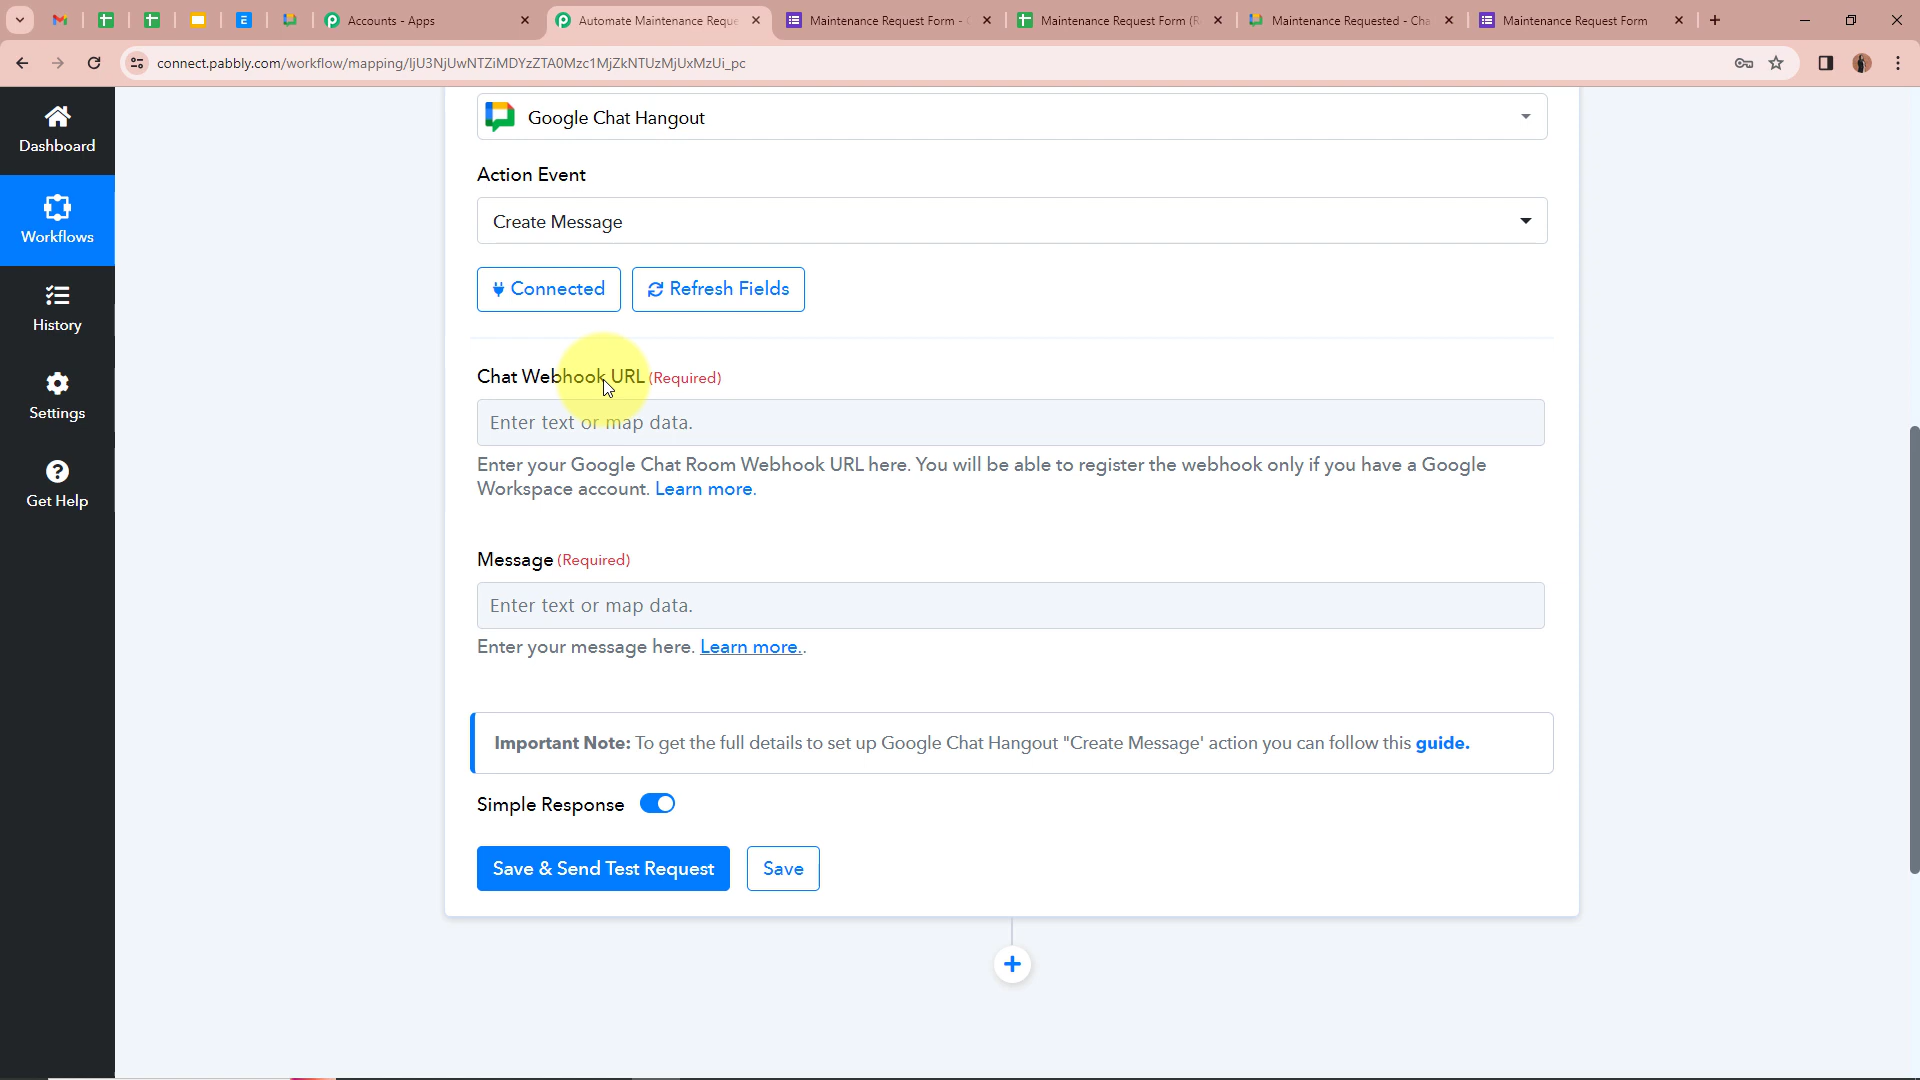 Accounts - Apps
Automate Maintenance Reque
Maintenance Request Form -
Maintenance Request Form (R
Maintenance Requested - Cha
Maintenance Request Form
connect.pabbly.com/workflow/mapping/IjU3NjUwNTZiMDYzZTA0Mzc1MjZkNTUzMjUxMzUi_pc
Dashboard
Workflows
History
Settings
Get Help
Google Chat Hangout
Action Event
Create Message
Connected
Refresh Fields
Chat Webhook URL (Required)
Enter text or map data.
Enter your Google Chat Room Webhook URL here. You will be able to register the webhook only if you have a Google
Workspace account. Learn more.
Message (Required)
Enter text or map data.
Enter your message here. Learn more..
Important Note: To get the full details to set up Google Chat Hangout "Create Message' action you can follow this guide.
Simple Response
Save & Send Test Request
Save